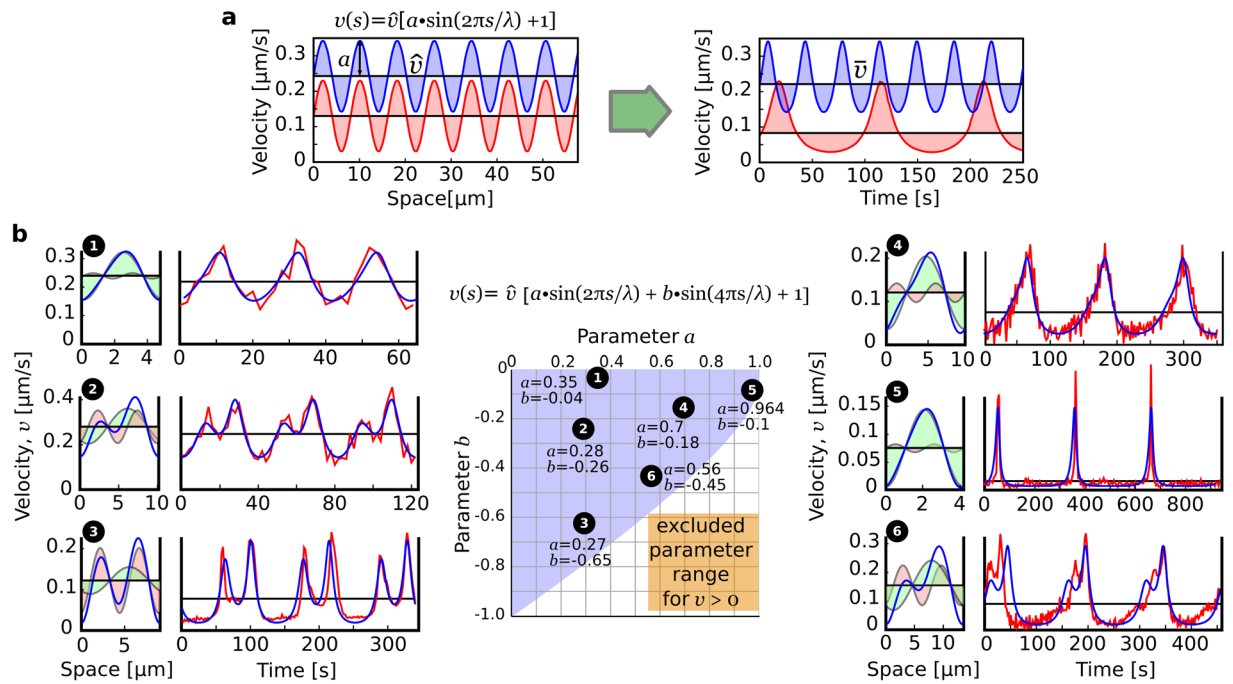 a
v(s)=v̂[a•sin(2πs/λ) +1]
Velocity [μm/s]
0.3
0.2
0.1
0
a
v̂
0 10 20 30 40 50
Space[μm]
Velocity [μm/s]
0.3
0.2
0.1
0
v̄
0 50 100 150 200 250
Time [s]
b
Velocity, v [μm/s]
1
0.3
0.2
0.1
0
0 2 4
0 20 40 60
2
0.4
0.2
0
0 5 10
0 40 80 120
3
0.2
0.1
0
0 5
Space [μm]
0 100 200 300
Time [s]
v(s)= v̂ [a•sin(2πs/λ) + b•sin(4πs/λ) + 1]
Parameter a
0 0.2 0.4 0.6 0.8 1.0
Parameter b
0
-0.2
-0.4
-0.6
-0.8
-1.0
1
a=0.35
b=-0.04
5
a=0.964
b=-0.1
4
a=0.7
b=-0.18
2
a=0.28
b=-0.26
6
a=0.56
b=-0.45
3
a=0.27
b=-0.65
excluded
parameter
range
for v > 0
Velocity, v [μm/s]
4
0.2
0.1
0
0 5 10
0 100 200 300
5
0.15
0.1
0.05
0
0 2 4
0 200 400 600 800
6
0.3
0.2
0.1
0
0 5 10
Space [μm]
0 100 200 300 400
Time [s]